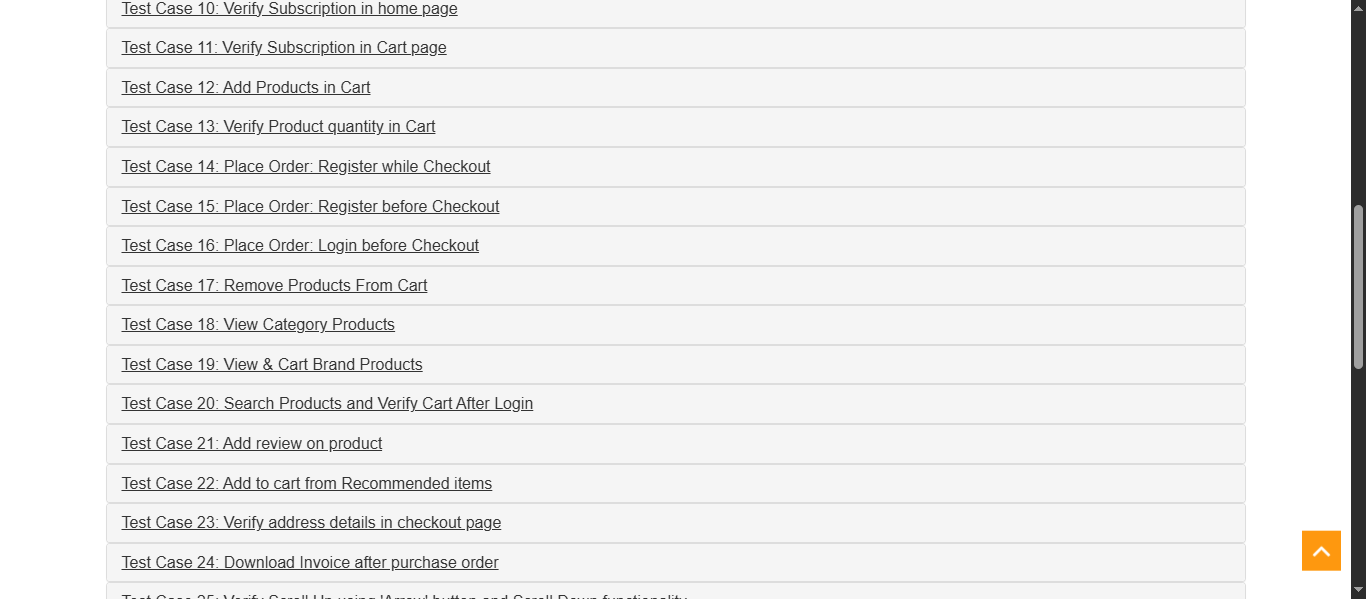 Test Case 10: Verify Subscription in home page
Test Case 11: Verify Subscription in Cart page
Test Case 12: Add Products in Cart
Test Case 13: Verify Product quantity in Cart
Test Case 14: Place Order: Register while Checkout
Test Case 15: Place Order: Register before Checkout
Test Case 16: Place Order: Login before Checkout
Test Case 17: Remove Products From Cart
Test Case 18: View Category Products
Test Case 19: View & Cart Brand Products
Test Case 20: Search Products and Verify Cart After Login
Test Case 21: Add review on product
Test Case 22: Add to cart from Recommended items
Test Case 23: Verify address details in checkout page
Test Case 24: Download Invoice after purchase order
Test Case 25: Verify Scroll Up using 'Arrow' button and Scroll Down functionality